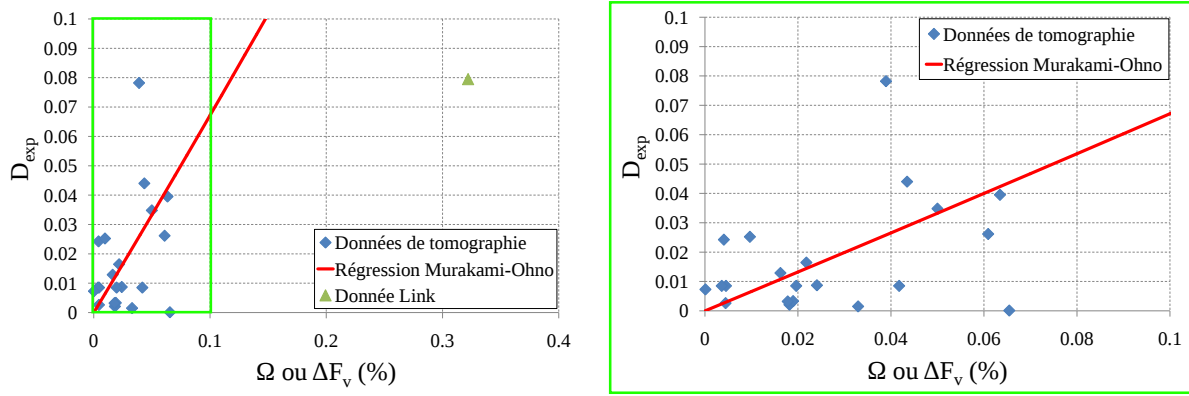 0.1
0.09
0.08
0.07
0.06
0.05
0.04
0.03
0.02
0.01
0
D_exp
0 0.1 0.2 0.3 0.4
Ω ou ΔF_v (%)
Données de tomographie
Régression Murakami-Ohno
Donnée Link
0.1
0.09
0.08
0.07
0.06
0.05
0.04
0.03
0.02
0.01
0
D_exp
0 0.02 0.04 0.06 0.08 0.1
Ω ou ΔF_v (%)
Données de tomographie
Régression Murakami-Ohno